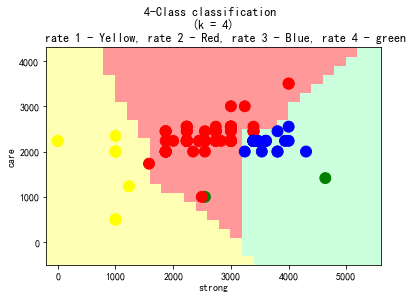 4-Class classification
(k = 4)
rate 1 - Yellow, rate 2 - Red, rate 3 - Blue, rate 4 - green
care
4000
3000
2000
1000
0
0 1000 2000 3000 4000 5000
strong